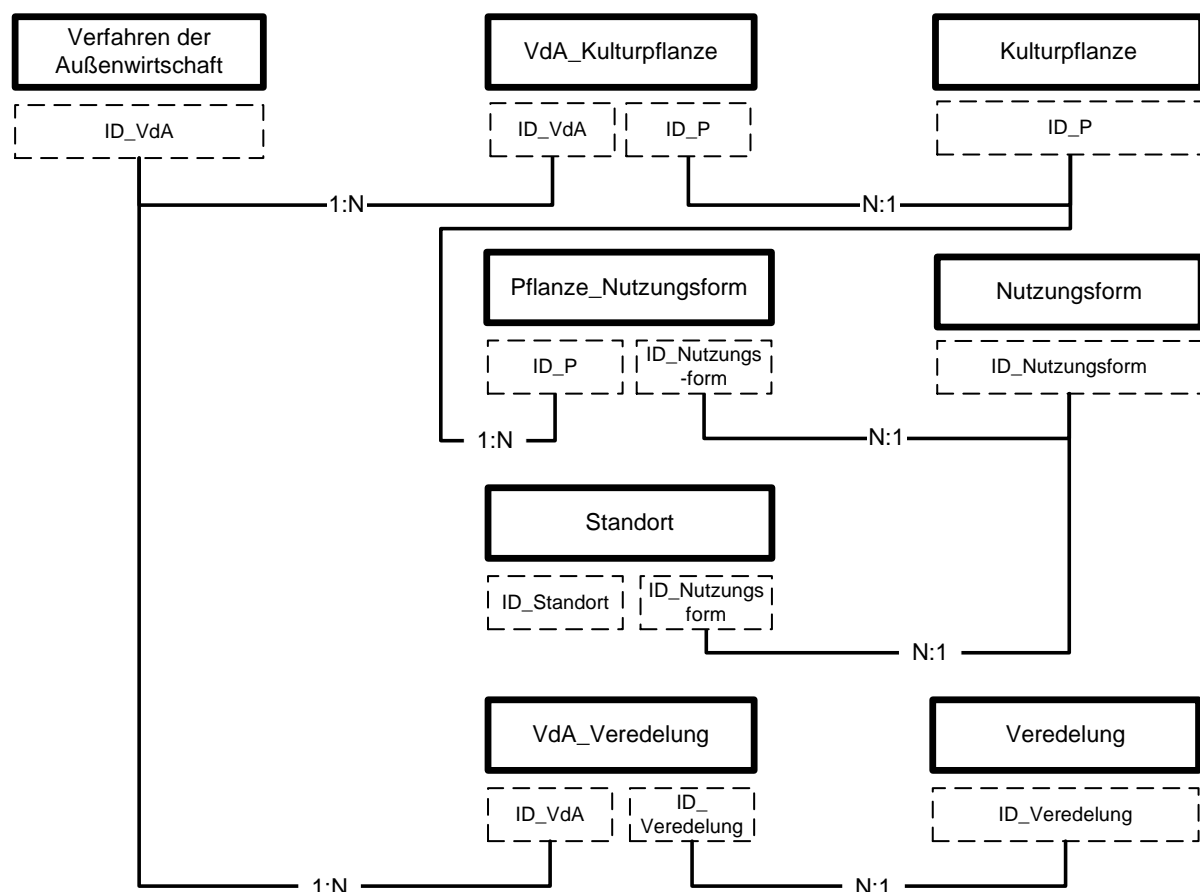 Verfahren der
Außenwirtschaft
VdA_Kulturpflanze
Kulturpflanze
ID_VdA
ID_VdA
ID_P
ID_P
1:N
N:1
Pflanze_Nutzungsform
Nutzungsform
ID_P
ID_Nutzungs
-form
ID_Nutzungsform
1:N
N:1
Standort
ID_Standort
ID_Nutzungs
form
N:1
VdA_Veredelung
Veredelung
ID_VdA
ID_
Veredelung
ID_Veredelung
1:N
N:1